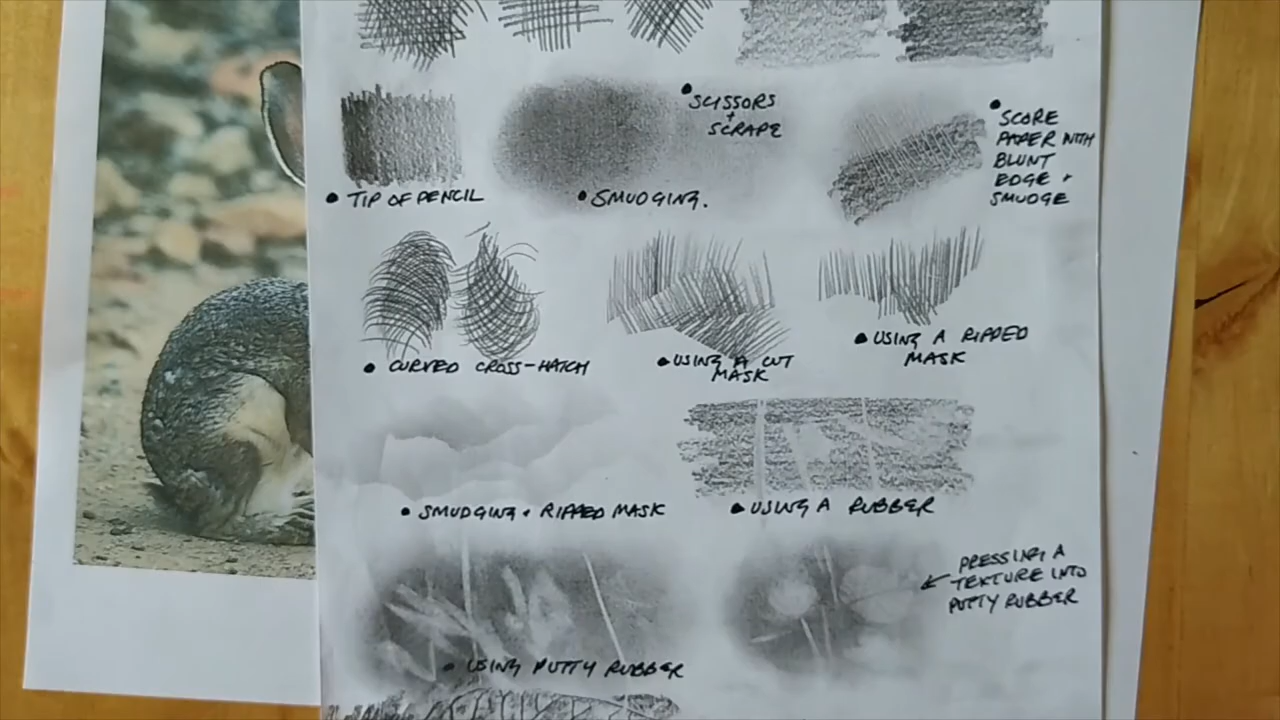 • SCISSORS
+
SCRAPE
• SCORE
PAPER WITH
BLUNT
EDGE +
SMUDGE
• TIP OF PENCIL
• SMUDGING.
• CURVED CROSS-HATCH
• USING A CUT
MASK
• USING A RIPPED
MASK
• SMUDGING + RIPPED MASK
• USING A RUBBER
PRESSING A
TEXTURE INTO
PUTTY RUBBER
• USING PUTTY RUBBER